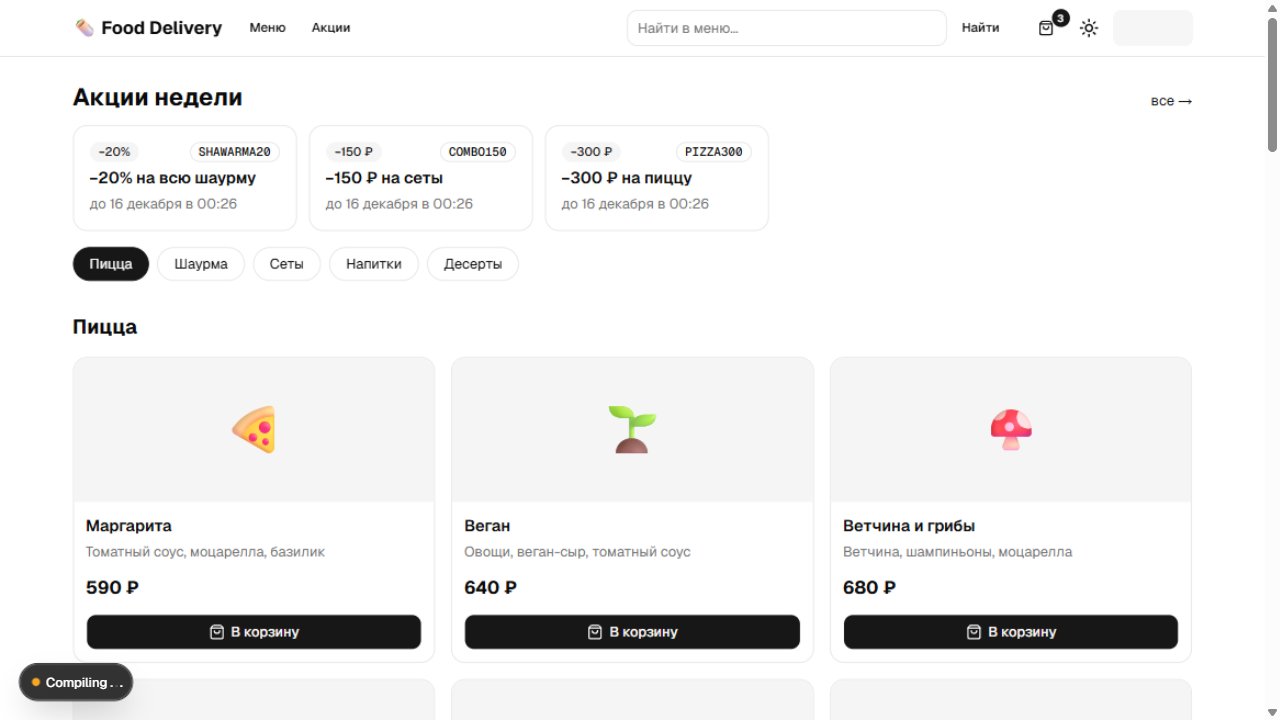 Food Delivery
Меню
Акции
Найти в меню...
Найти
3
Акции недели
все →
−20%
SHAWARMA20
−20% на всю шаурму
до 16 декабря в 00:26
−150 ₽
COMBO150
−150 ₽ на сеты
до 16 декабря в 00:26
−300 ₽
PIZZA300
−300 ₽ на пиццу
до 16 декабря в 00:26
Пицца
Шаурма
Сеты
Напитки
Десерты
Пицца
Маргарита
Томатный соус, моцарелла, базилик
590 ₽
В корзину
Веган
Овощи, веган-сыр, томатный соус
640 ₽
В корзину
Ветчина и грибы
Ветчина, шампиньоны, моцарелла
680 ₽
В корзину
Compiling...